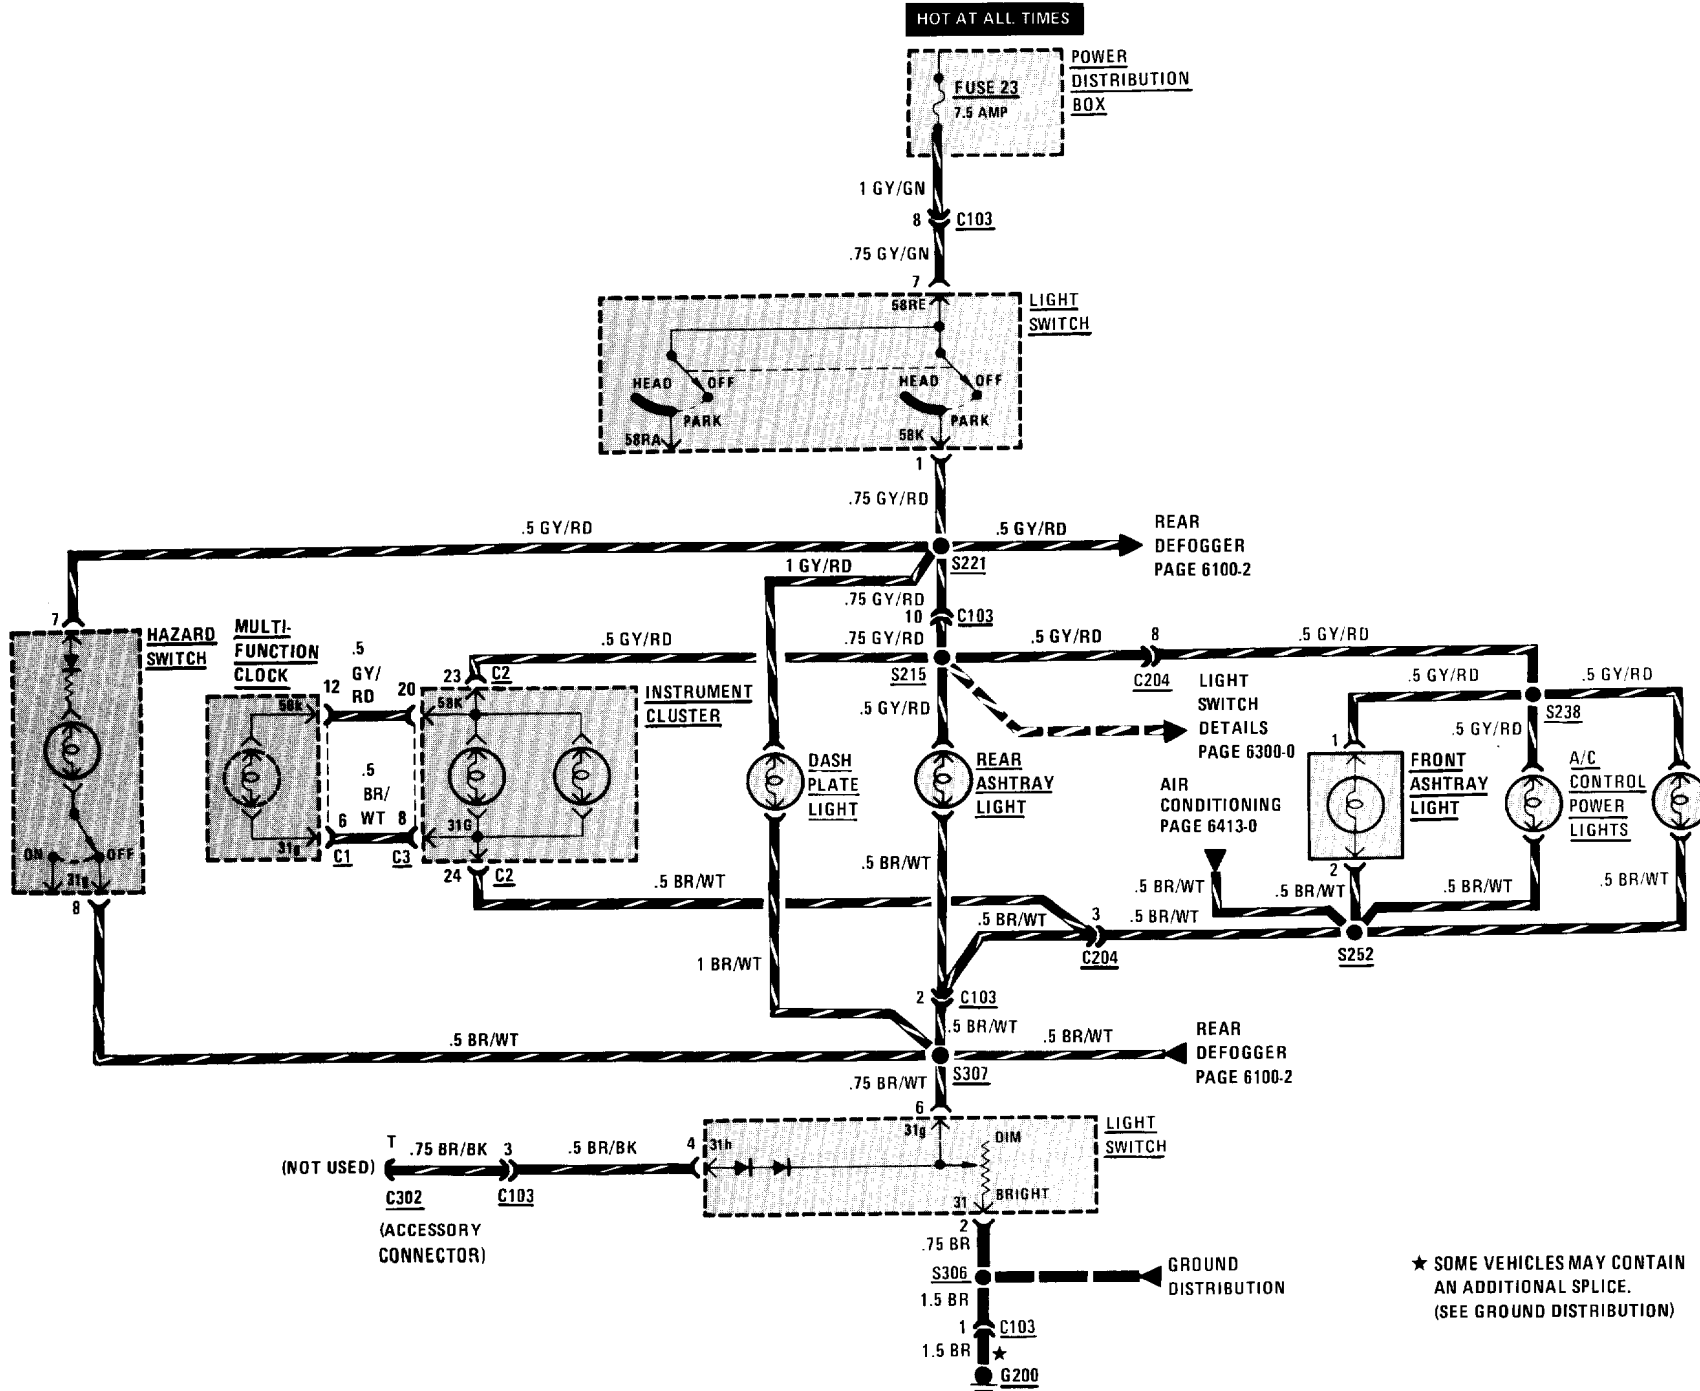 HOT AT ALL TIMES
POWER
DISTRIBUTION
BOX
FUSE 23
7.5 AMP
1 GY/GN
8 C103
.75 GY/GN
7
58RE
LIGHT
SWITCH
HEAD OFF
PARK
58RA
HEAD OFF
PARK
58K
1
.75 GY/RD
.5 GY/RD
.5 GY/RD
REAR
DEFOGGER
PAGE 6100-2
S221
1 GY/RD
.75 GY/RD
10 C103
.75 GY/RD
.5 GY/RD
8
.5 GY/RD
7
HAZARD
SWITCH
MULTI-
FUNCTION
CLOCK
.5
GY/
RD
.5 GY/RD
23 C2
S215
C204
LIGHT
SWITCH
DETAILS
PAGE 6300-0
.5 GY/RD
.5 GY/RD
S238
12 20
58K
58K
INSTRUMENT
CLUSTER
.5 GY/RD
.5 GY/RD
1
.5
BR/
WT
DASH
PLATE
LIGHT
REAR
ASHTRAY
LIGHT
AIR
CONDITIONING
PAGE 6413-0
FRONT
ASHTRAY
LIGHT
A/C
CONTROL
POWER
LIGHTS
6 8
31g
31G
C1 C3
ON OFF
31g
8
24 C2
.5 BR/WT
.5 BR/WT
2
.5 BR/WT
.5 BR/WT
.5 BR/WT
.5 BR/WT
.5 BR/WT
3
.5 BR/WT
C204
S252
1 BR/WT
2 C103
.5 BR/WT
.5 BR/WT
.5 BR/WT
REAR
DEFOGGER
PAGE 6100-2
S307
.75 BR/WT
6
31g
LIGHT
SWITCH
DIM
BRIGHT
31
T
(NOT USED)
.75 BR/BK
3
.5 BR/BK
4
31h
C302
C103
(ACCESSORY
CONNECTOR)
2
.75 BR
S306
GROUND
DISTRIBUTION
1.5 BR
1 C103
1.5 BR ★
G200
★ SOME VEHICLES MAY CONTAIN
AN ADDITIONAL SPLICE.
(SEE GROUND DISTRIBUTION)